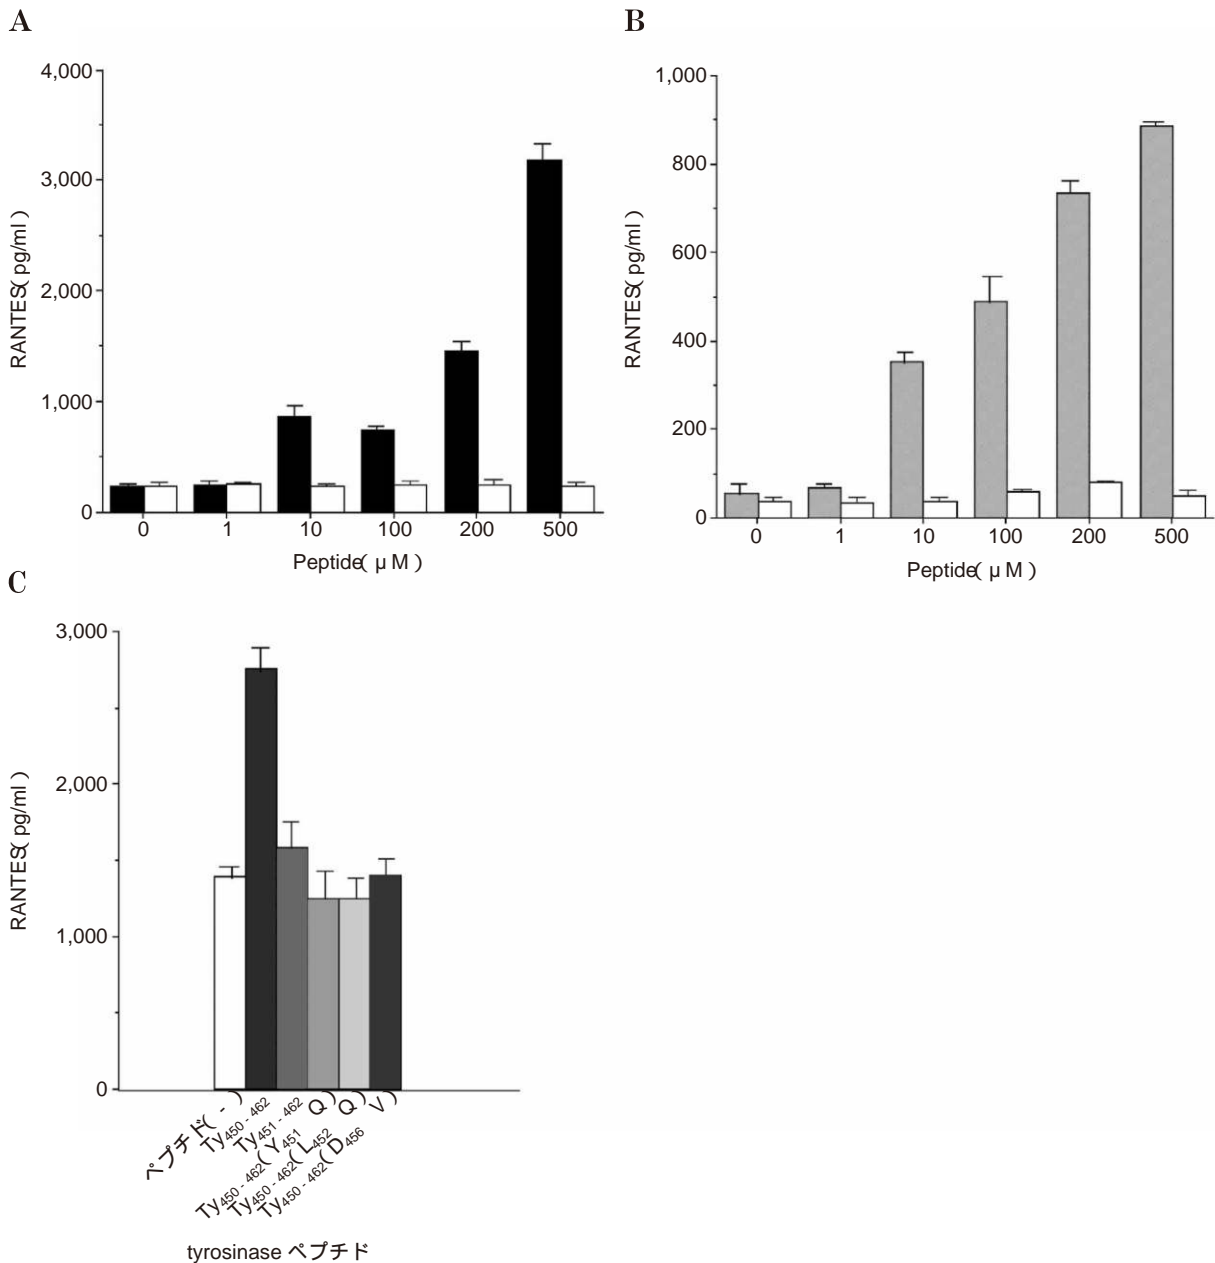 A
4,000
3,000
2,000
1,000
0
RANTES( pg/ml )
0 1 10 100 200 500
Peptide( μM )
B
1,000
800
600
400
200
0
RANTES( pg/ml )
0 1 10 100 200 500
Peptide( μM )
C
3,000
2,000
1,000
0
RANTES( pg/ml )
ペプチド( - )
Ty450 - 462
Ty451 - 462
Ty450 - 462( Y451 Q )
Ty450 - 462( L452 Q )
Ty450 - 462( D456 V )
tyrosinase ペプチド